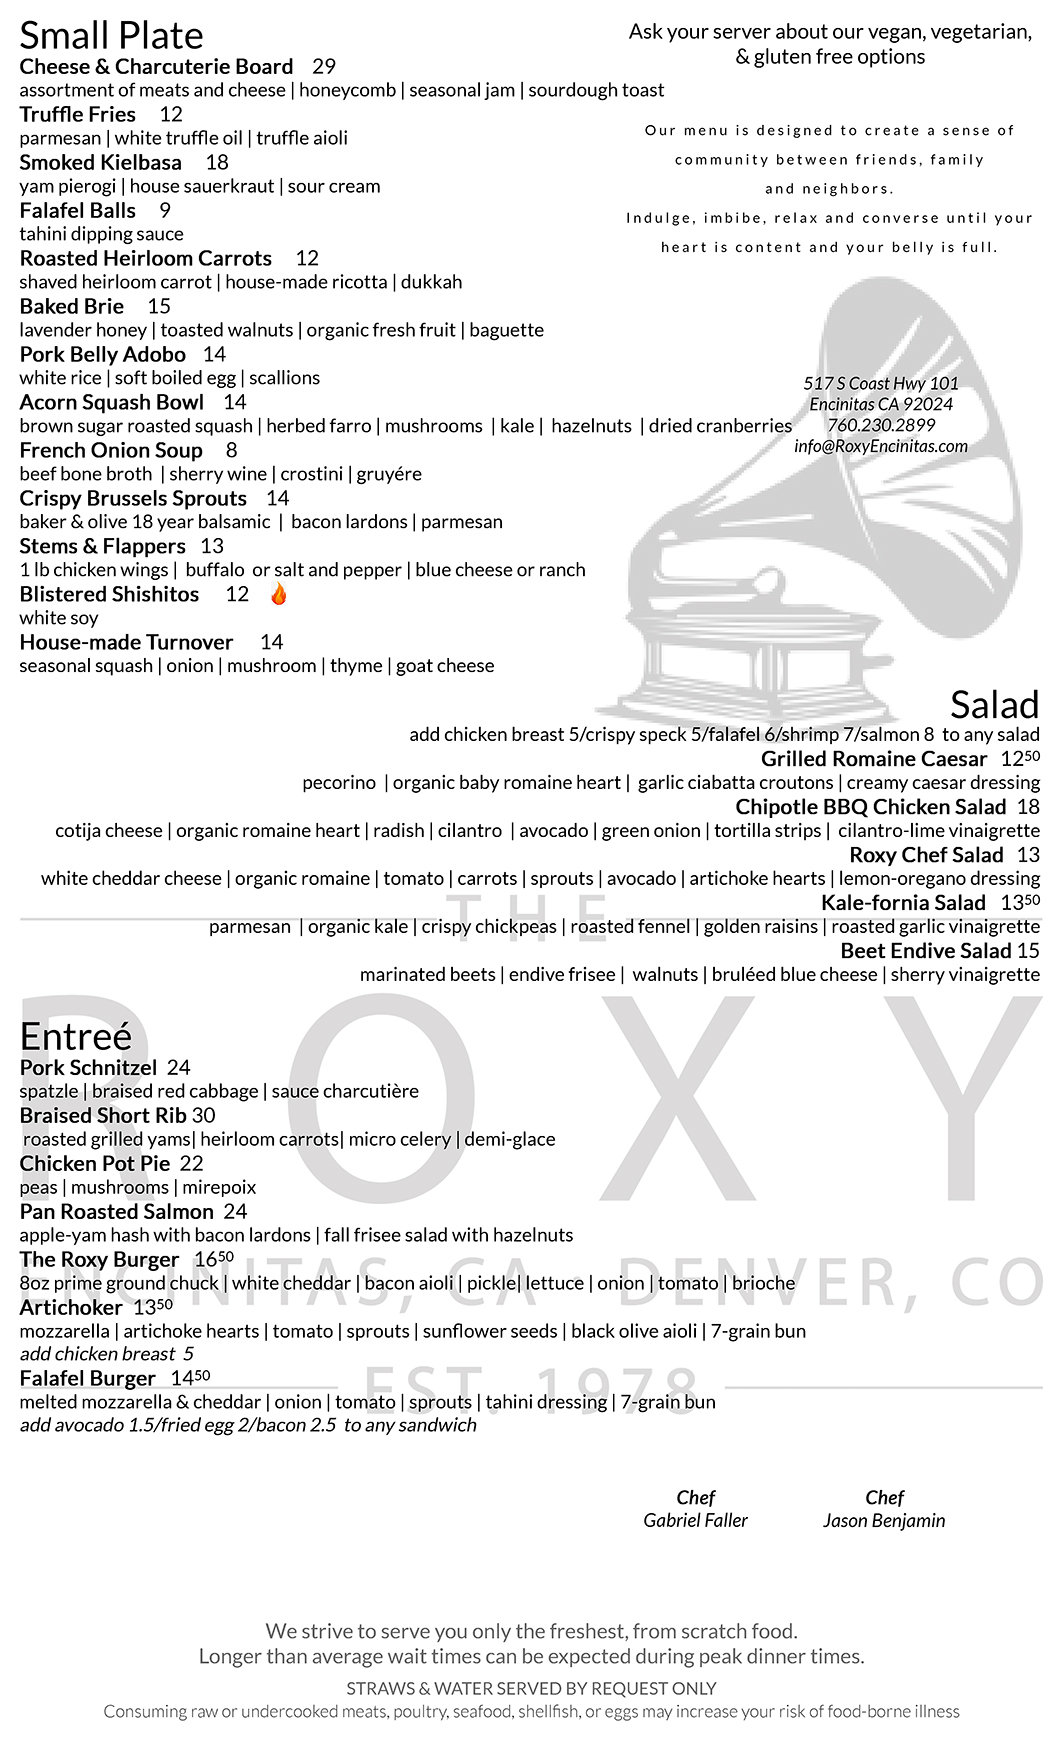 Small Plate
Cheese & Charcuterie Board 29
assortment of meats and cheese | honeycomb | seasonal jam | sourdough toast
Truffle Fries 12
parmesan | white truffle oil | truffle aioli
Smoked Kielbasa 18
yam pierogi | house sauerkraut | sour cream
Falafel Balls 9
tahini dipping sauce
Roasted Heirloom Carrots 12
shaved heirloom carrot | house-made ricotta | dukkah
Baked Brie 15
lavender honey | toasted walnuts | organic fresh fruit | baguette
Pork Belly Adobo 14
white rice | soft boiled egg | scallions
Acorn Squash Bowl 14
brown sugar roasted squash | herbed farro | mushrooms | kale | hazelnuts | dried cranberries
French Onion Soup 8
beef bone broth | sherry wine | crostini | gruyére
Crispy Brussels Sprouts 14
baker & olive 18 year balsamic | bacon lardons | parmesan
Stems & Flappers 13
1 lb chicken wings | buffalo or salt and pepper | blue cheese or ranch
Blistered Shishitos 12 🔥
white soy
House-made Turnover 14
seasonal squash | onion | mushroom | thyme | goat cheese
Ask your server about our vegan, vegetarian,
& gluten free options
Our menu is designed to create a sense of
community between friends, family
and neighbors.
Indulge, imbibe, relax and converse until your
heart is content and your belly is full.
517 S Coast Hwy 101
Encinitas CA 92024
760.230.2899
info@RoxyEncinitas.com
Salad
add chicken breast 5/crispy speck 5/falafel 6/shrimp 7/salmon 8 to any salad
Grilled Romaine Caesar 12⁵⁰
pecorino | organic baby romaine heart | garlic ciabatta croutons | creamy caesar dressing
Chipotle BBQ Chicken Salad 18
cotija cheese | organic romaine heart | radish | cilantro | avocado | green onion | tortilla strips | cilantro-lime vinaigrette
Roxy Chef Salad 13
white cheddar cheese | organic romaine | tomato | carrots | sprouts | avocado | artichoke hearts | lemon-oregano dressing
Kale-fornia Salad 13⁵⁰
parmesan | organic kale | crispy chickpeas | roasted fennel | golden raisins | roasted garlic vinaigrette
Beet Endive Salad 15
marinated beets | endive frisee | walnuts | bruléed blue cheese | sherry vinaigrette
THE
ROXY
ENCINITAS, CA DENVER, CO
EST. 1978
Entreé
Pork Schnitzel 24
spatzle | braised red cabbage | sauce charcutière
Braised Short Rib 30
roasted grilled yams| heirloom carrots| micro celery | demi-glace
Chicken Pot Pie 22
peas | mushrooms | mirepoix
Pan Roasted Salmon 24
apple-yam hash with bacon lardons | fall frisee salad with hazelnuts
The Roxy Burger 16⁵⁰
8oz prime ground chuck | white cheddar | bacon aioli | pickle| lettuce | onion | tomato | brioche
Artichoker 13⁵⁰
mozzarella | artichoke hearts | tomato | sprouts | sunflower seeds | black olive aioli | 7-grain bun
add chicken breast 5
Falafel Burger 14⁵⁰
melted mozzarella & cheddar | onion | tomato | sprouts | tahini dressing | 7-grain bun
add avocado 1.5/fried egg 2/bacon 2.5 to any sandwich
Chef
Gabriel Faller
Chef
Jason Benjamin
We strive to serve you only the freshest, from scratch food.
Longer than average wait times can be expected during peak dinner times.
STRAWS & WATER SERVED BY REQUEST ONLY
Consuming raw or undercooked meats, poultry, seafood, shellfish, or eggs may increase your risk of food-borne illness